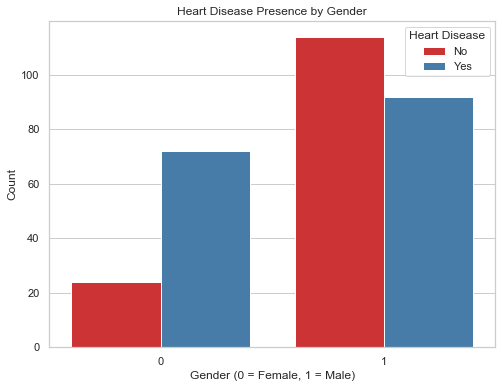 Heart Disease Presence by Gender
Heart Disease
No
Yes
100
80
60
40
20
0
Count
0
1
Gender (0 = Female, 1 = Male)